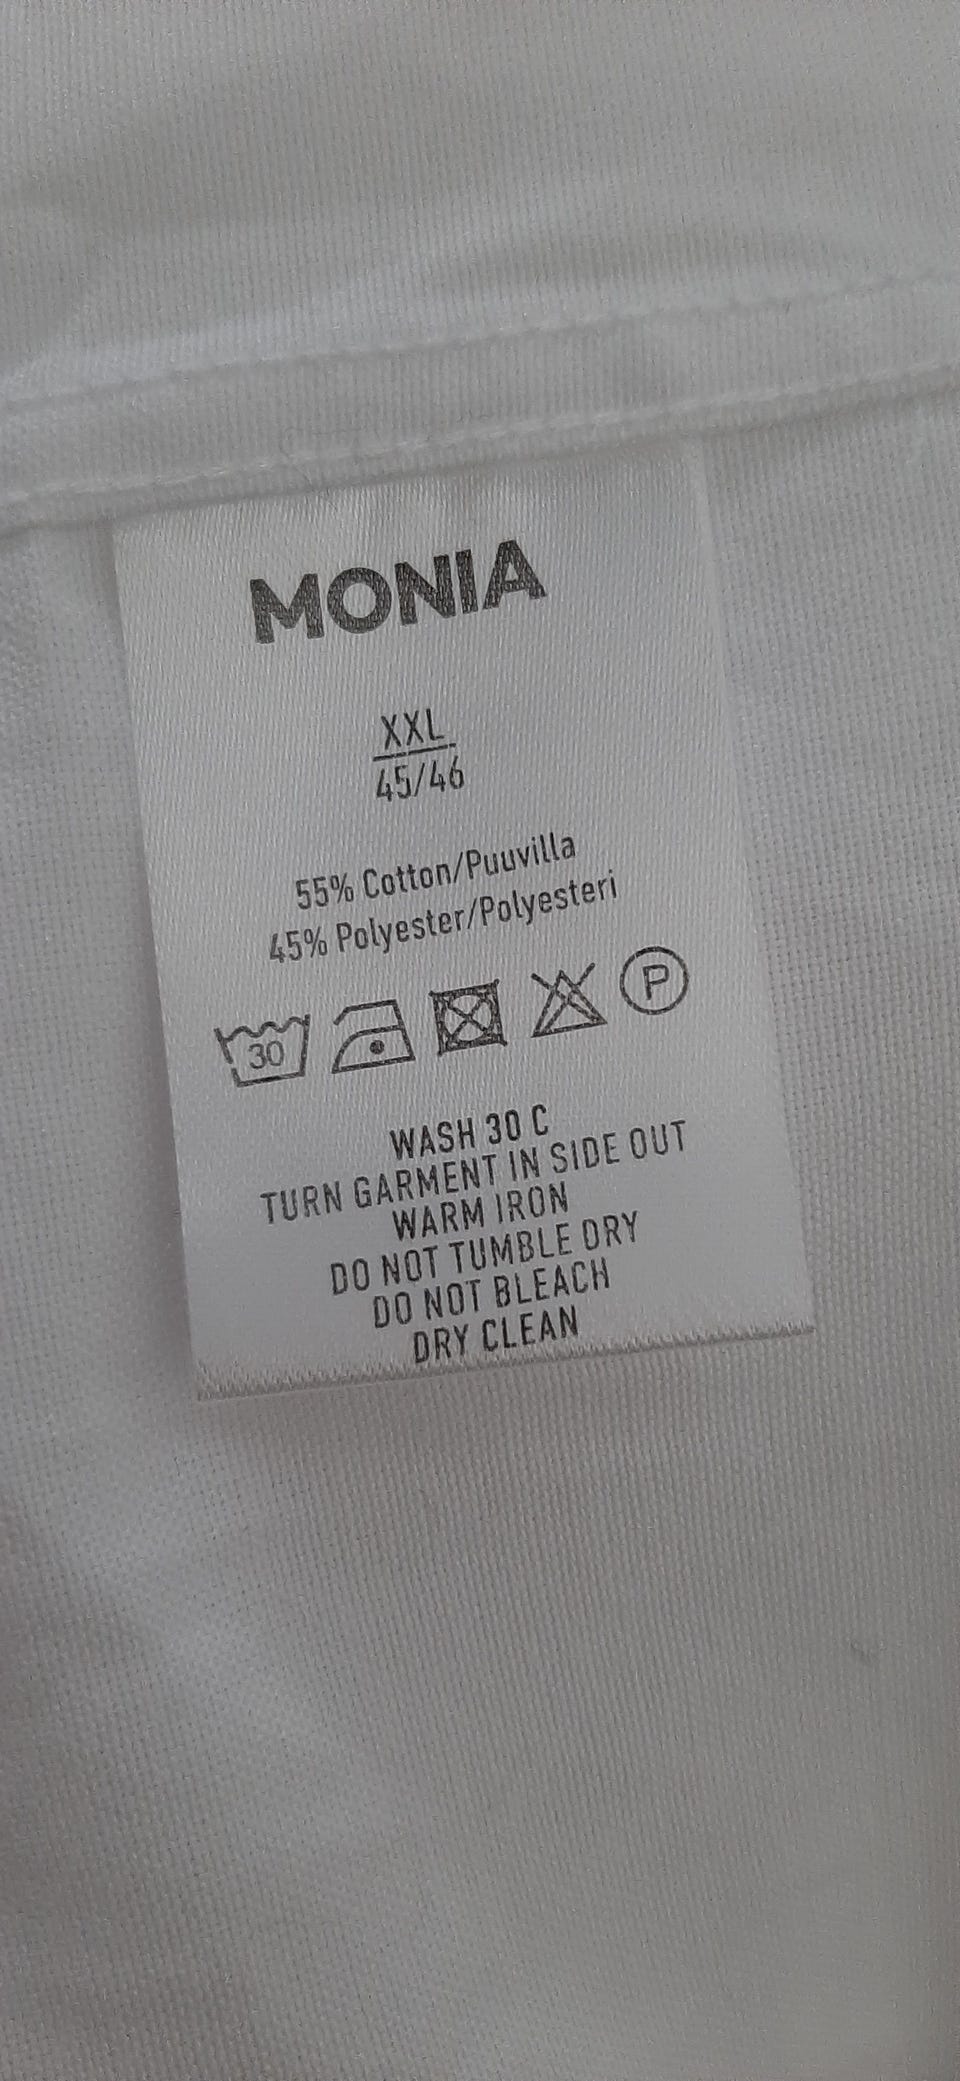 MONIA
XXL
45/46
55% Cotton/Puuvilla
45% Polyester/Polyesteri
30 P
WASH 30 C
TURN GARMENT IN SIDE OUT
WARM IRON
DO NOT TUMBLE DRY
DO NOT BLEACH
DRY CLEAN